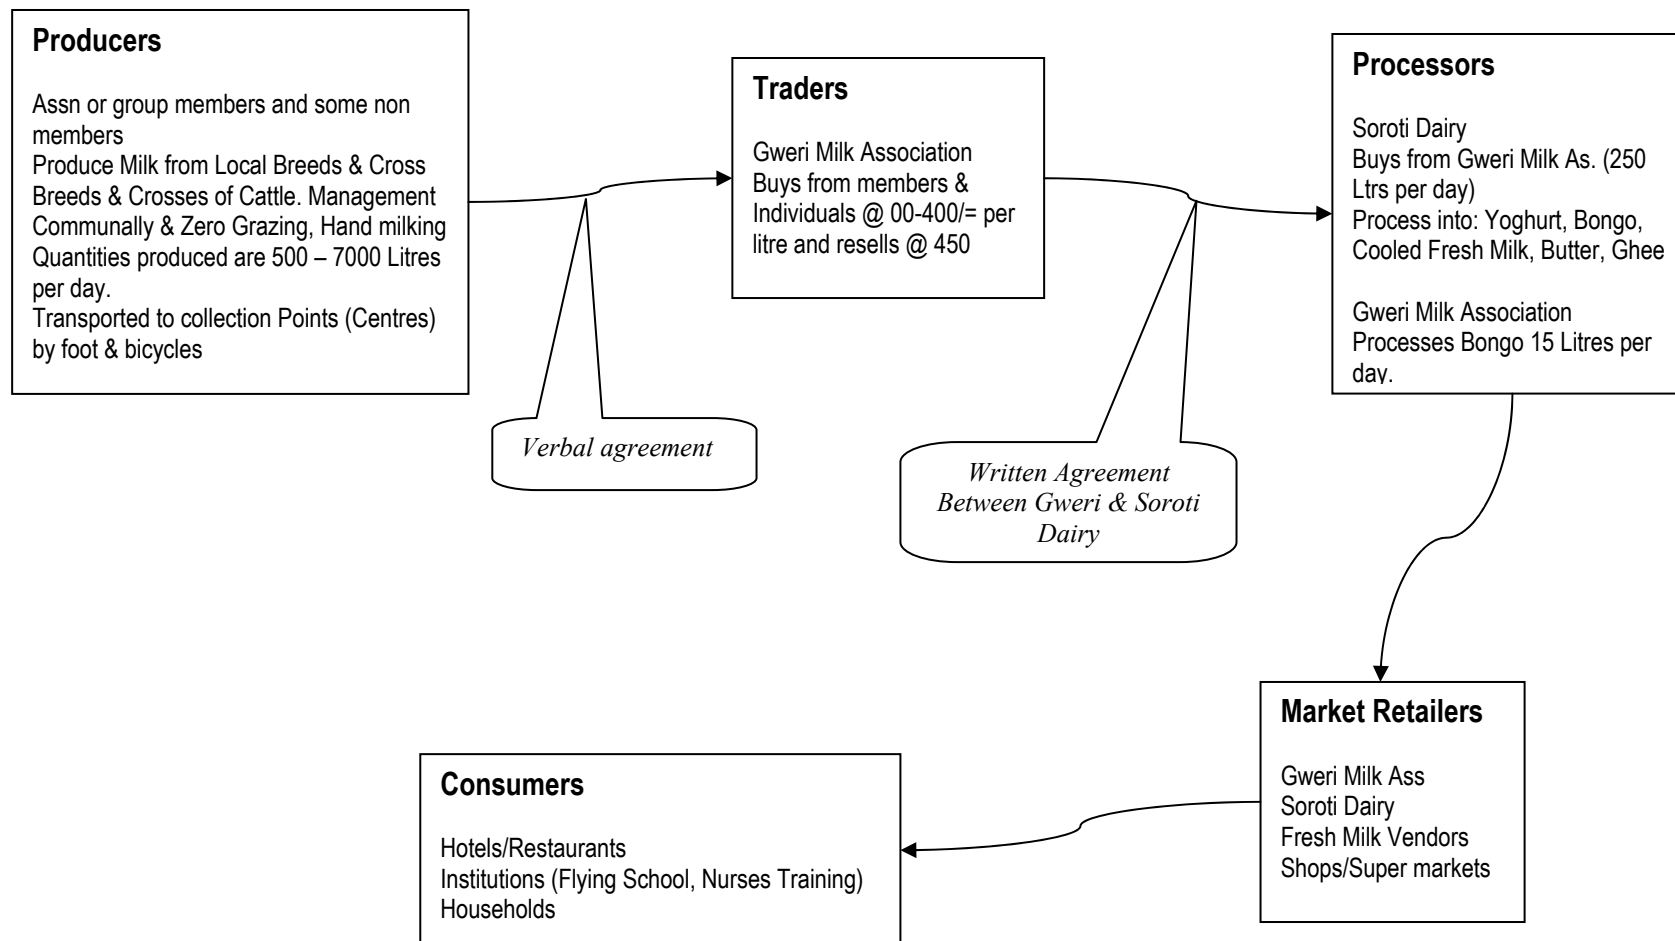 Producers
Assn or group members and some non
members
Produce Milk from Local Breeds & Cross
Breeds & Crosses of Cattle. Management
Communally & Zero Grazing, Hand milking
Quantities produced are 500 – 7000 Litres
per day.
Transported to collection Points (Centres)
by foot & bicycles
Verbal agreement
Traders
Gweri Milk Association
Buys from members &
Individuals @ 00-400/= per
litre and resells @ 450
Written Agreement
Between Gweri & Soroti
Dairy
Processors
Soroti Dairy
Buys from Gweri Milk As. (250
Ltrs per day)
Process into: Yoghurt, Bongo,
Cooled Fresh Milk, Butter, Ghee
Gweri Milk Association
Processes Bongo 15 Litres per
day.
Market Retailers
Gweri Milk Ass
Soroti Dairy
Fresh Milk Vendors
Shops/Super markets
Consumers
Hotels/Restaurants
Institutions (Flying School, Nurses Training)
Households